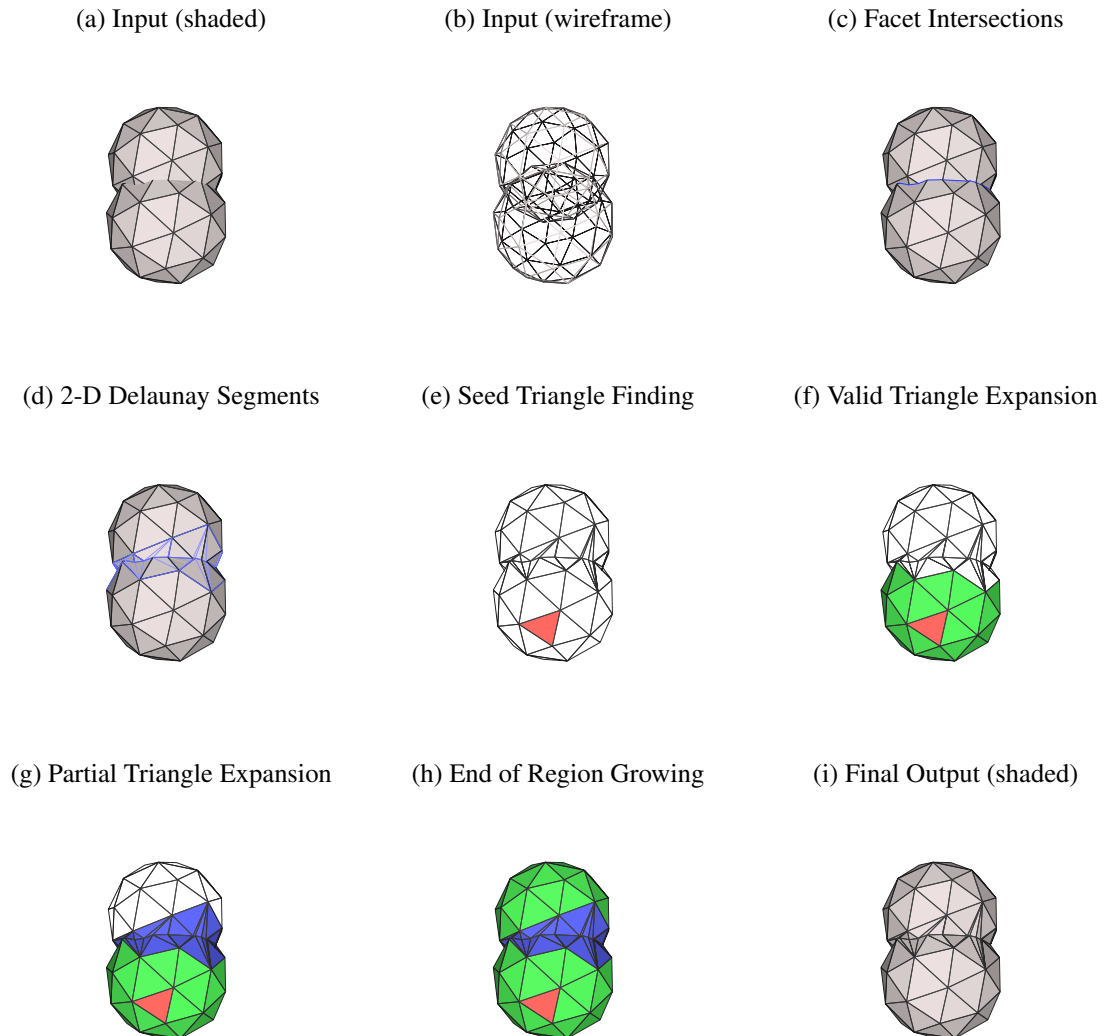 (a) Input (shaded)
(b) Input (wireframe)
(c) Facet Intersections
(d) 2-D Delaunay Segments
(e) Seed Triangle Finding
(f) Valid Triangle Expansion
(g) Partial Triangle Expansion
(h) End of Region Growing
(i) Final Output (shaded)